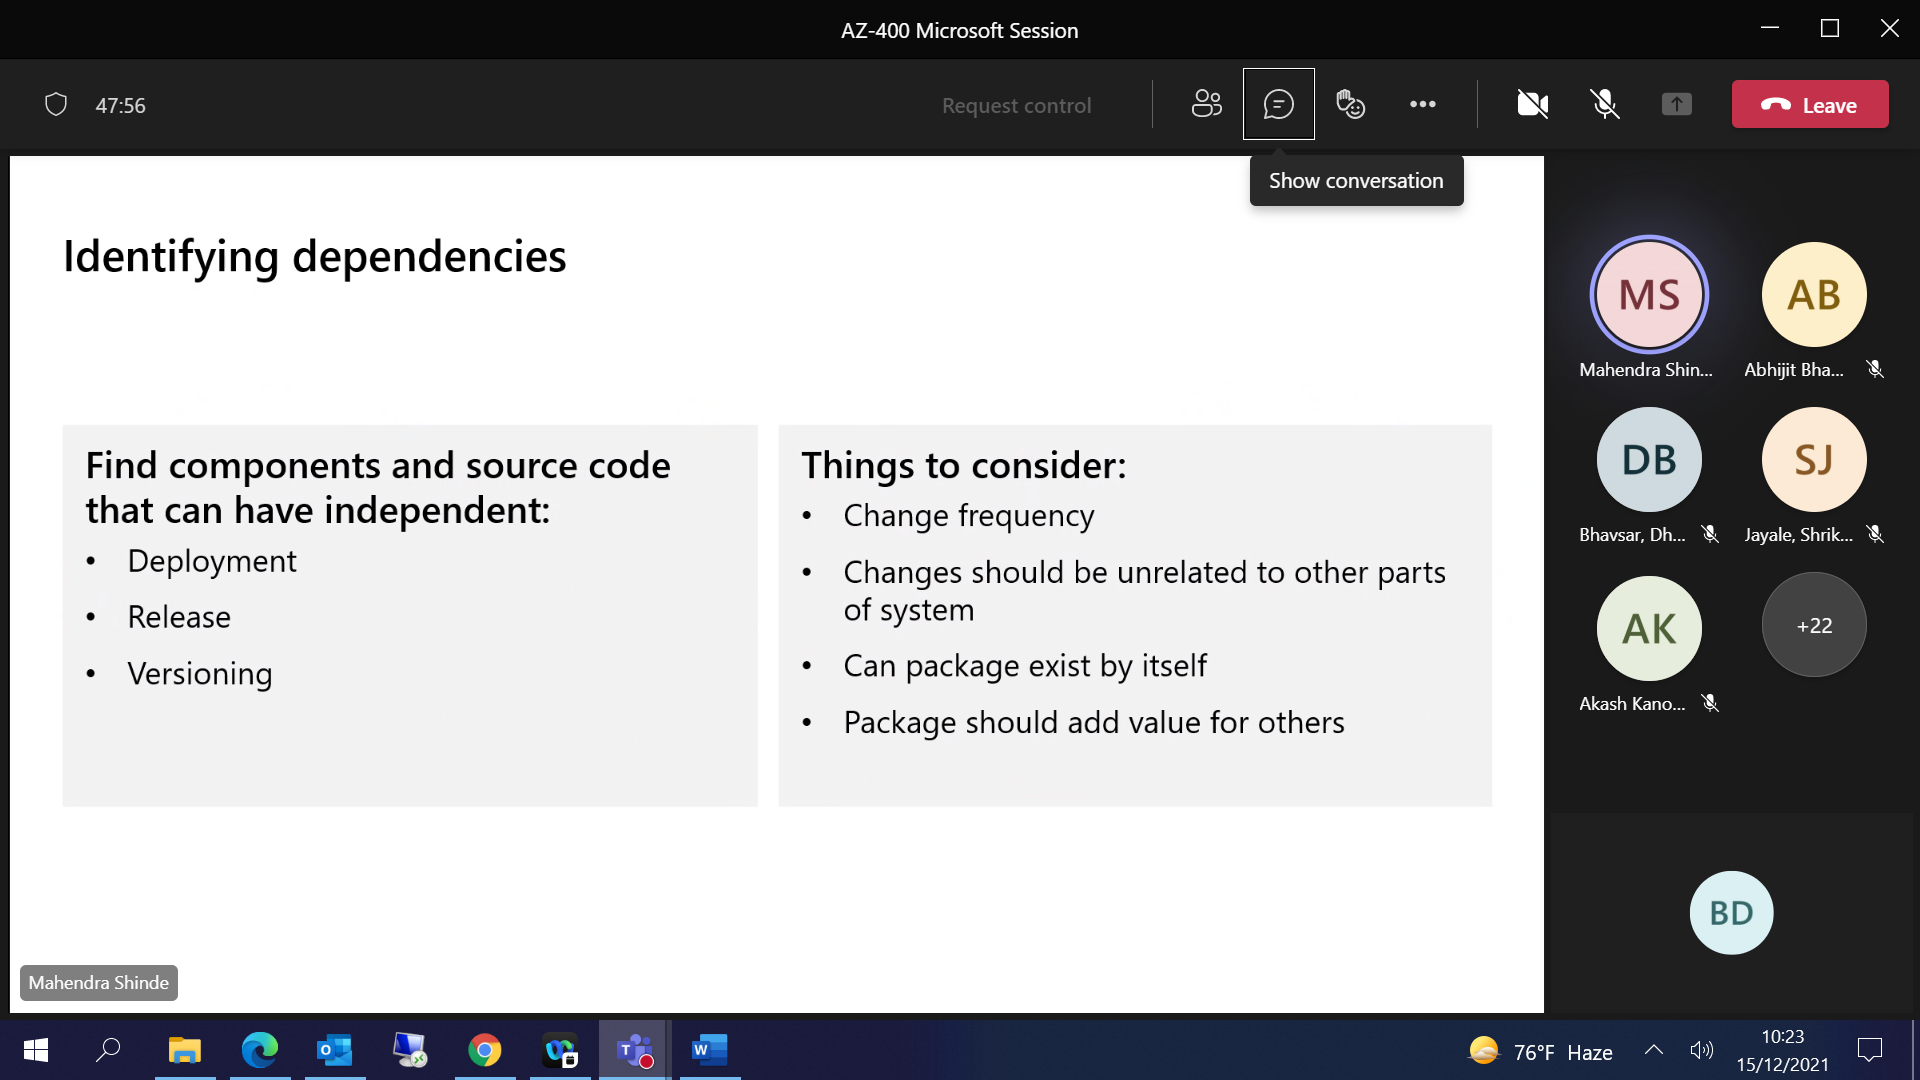 AZ-400 Microsoft Session
47:56
Request control
Leave
Show conversation
Identifying dependencies
Find components and source code
that can have independent:
• Deployment
• Release
• Versioning
Things to consider:
• Change frequency
• Changes should be unrelated to other parts
of system
• Can package exist by itself
• Package should add value for others
Mahendra Shinde
MS
AB
Mahendra Shin...
Abhijit Bha...
DB
SJ
Bhavsar, Dh...
Jayale, Shrik...
AK
+22
Akash Kano...
BD
76°F Haze
10:23
15/12/2021